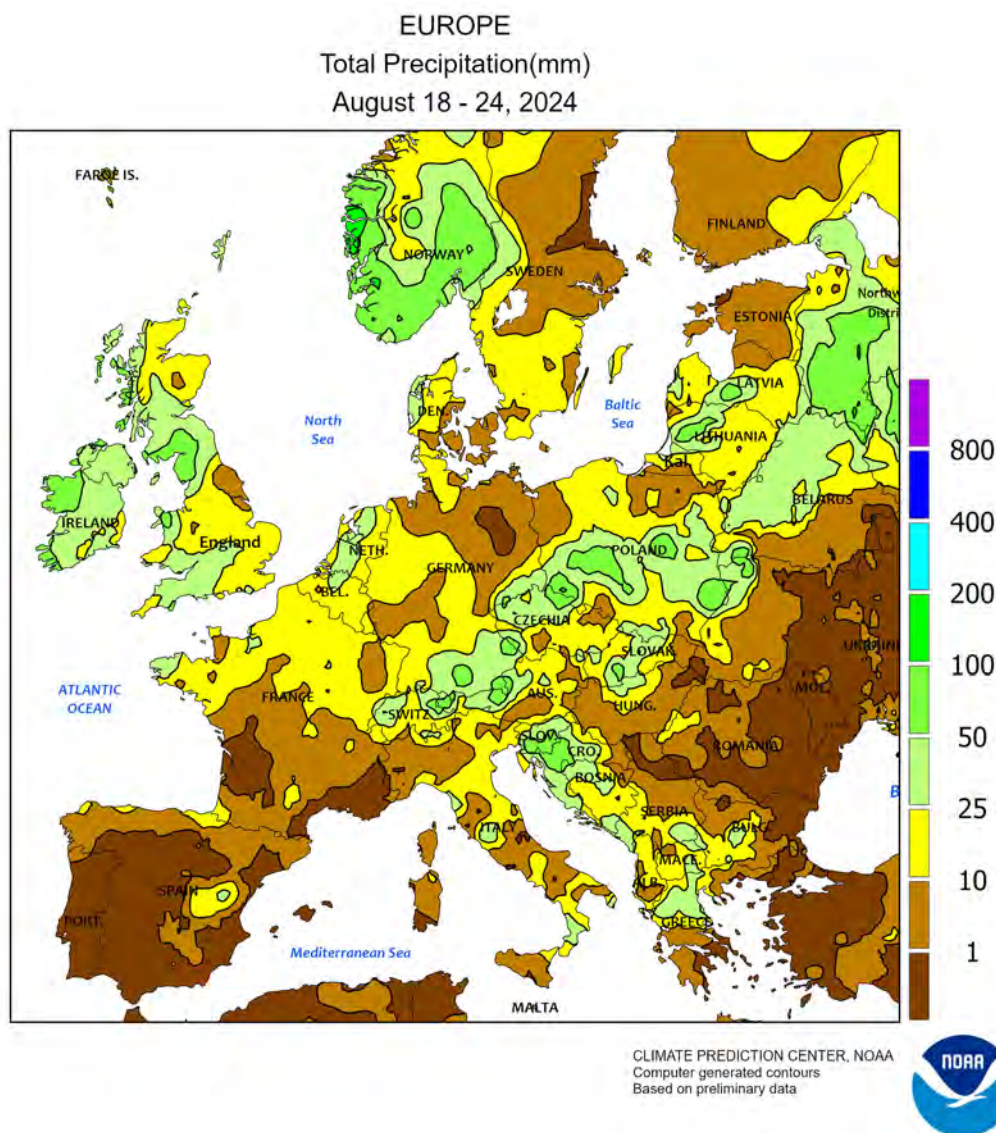 EUROPE
Total Precipitation(mm)
August 18 - 24, 2024
FAROE IS.
FINLAND
NORWAY
SWEDEN
ESTONIA
Northw
Distri
LATVIA
DEN.
North
Sea
Baltic
Sea
LITHUANIA
Kal.
BELARUS
IRELAND
England
NETH.
POLAND
GERMANY
BEL.
CZECHIA
SLOVAK.
UKRAIN
ATLANTIC
OCEAN
FRANCE
AUS.
MOL.
SWITZ.
HUNG.
SLOV.
CRO.
ROMANIA
BOSNIA
B
SERBIA
ITALY
BULG.
MACE.
SPAIN
ALB.
PORT.
GREECE
Mediterranean Sea
MALTA
800
400
200
100
50
25
10
1
CLIMATE PREDICTION CENTER, NOAA
Computer generated contours
Based on preliminary data
NOAA